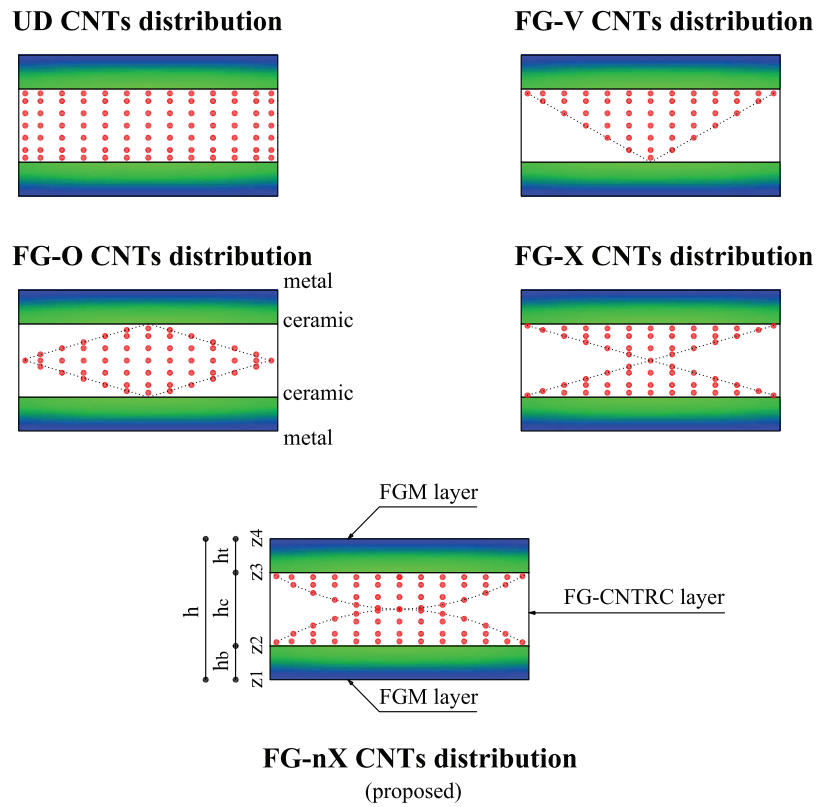 UD CNTs distribution
FG-V CNTs distribution
FG-O CNTs distribution
metal
ceramic
ceramic
metal
FG-X CNTs distribution
FGM layer
z4
ht
z3
h
hc
FG-CNTRC layer
z2
hb
z1
FGM layer
FG-nX CNTs distribution
(proposed)